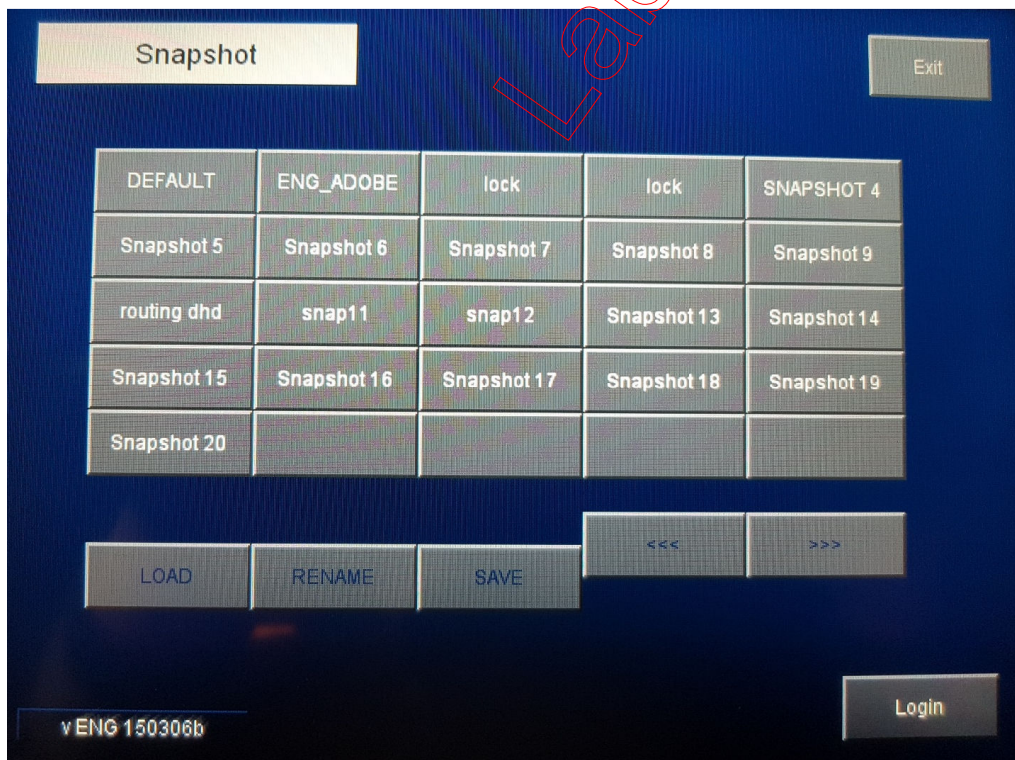 Snapshot
Exit
DEFAULT ENG_ADOBE lock lock SNAPSHOT 4
Snapshot 5 Snapshot 6 Snapshot 7 Snapshot 8 Snapshot 9
routing dhd snap11 snap12 Snapshot 13 Snapshot 14
Snapshot 15 Snapshot 16 Snapshot 17 Snapshot 18 Snapshot 19
Snapshot 20
<<< >>>
LOAD RENAME SAVE
Login
v ENG 150306b